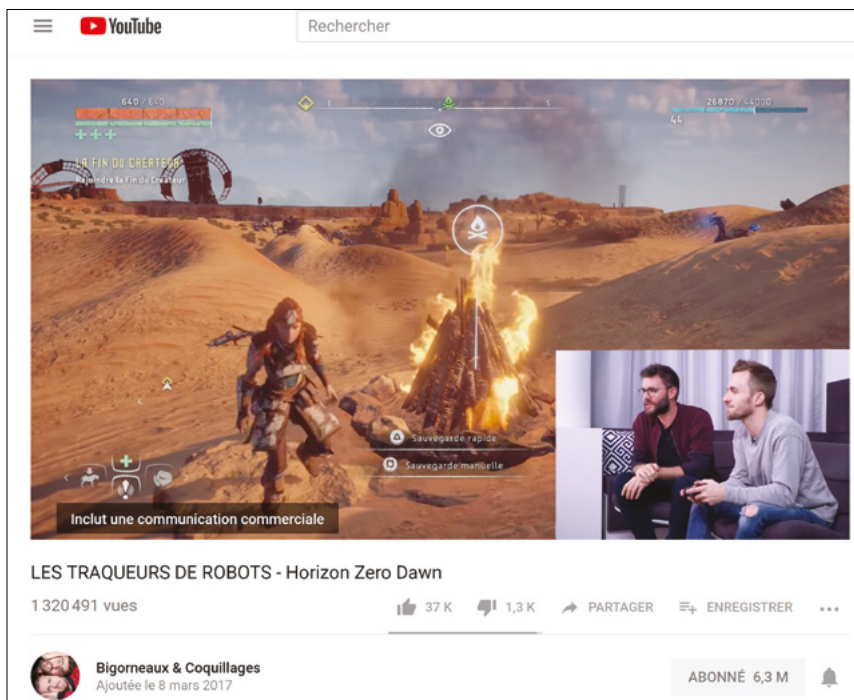 YouTube
Rechercher
640 / 640
E
S
26870 / 44000
44
LA FIN DU CRÉATEUR
Rejoindre la Fin du Créateur
Sauvegarde rapide
Sauvegarde manuelle
Inclut une communication commerciale
LES TRAQUEURS DE ROBOTS - Horizon Zero Dawn
1 320 491 vues
37 K
1,3 K
PARTAGER
ENREGISTRER
Bigorneaux & Coquillages
Ajoutée le 8 mars 2017
ABONNÉ 6,3 M